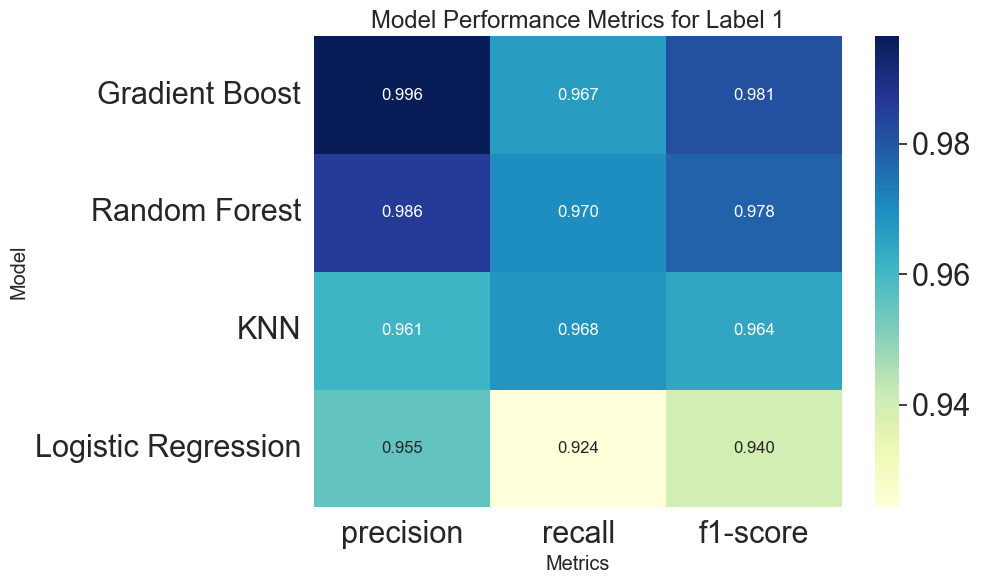 Model Performance Metrics for Label 1
Model
Gradient Boost 0.996 0.967 0.981
Random Forest 0.986 0.970 0.978
KNN 0.961 0.968 0.964
Logistic Regression 0.955 0.924 0.940
precision recall f1-score
Metrics
0.98
0.96
0.94